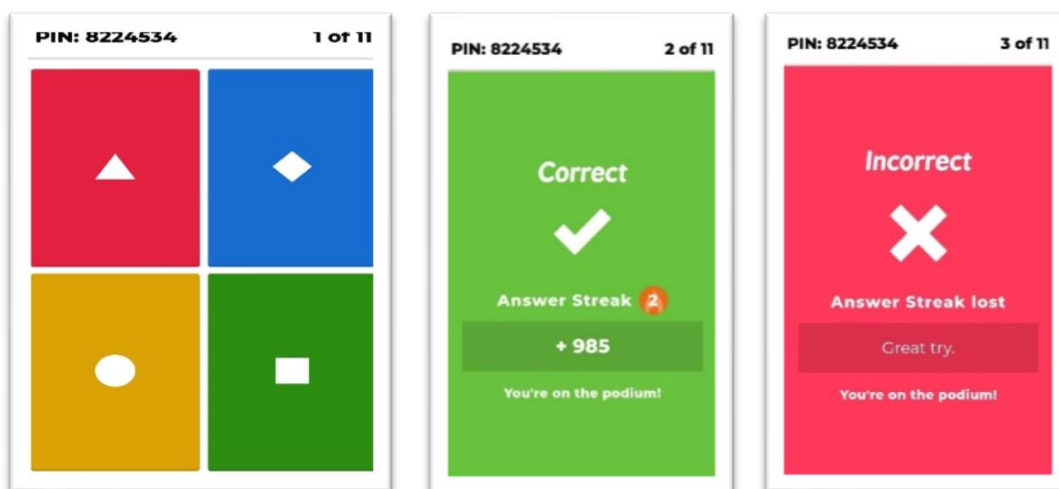 PIN: 8224534 1 of 11
PIN: 8224534 2 of 11
Correct
Answer Streak 2
+ 985
You're on the podium!
PIN: 8224534 3 of 11
Incorrect
Answer Streak lost
Great try.
You're on the podium!